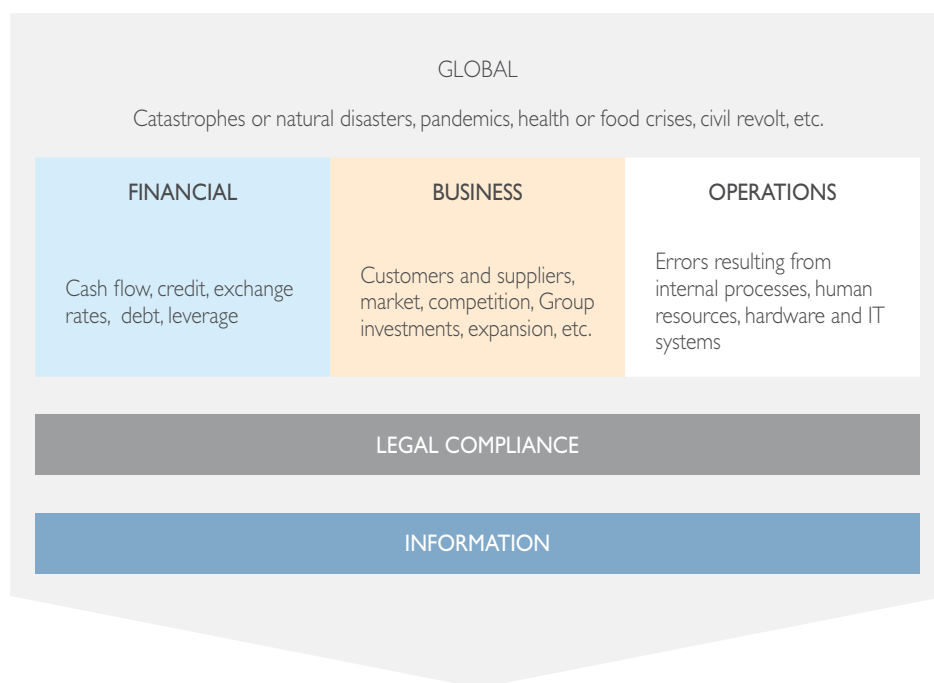 GLOBAL
Catastrophes or natural disasters, pandemics, health or food crises, civil revolt, etc.
FINANCIAL
Cash flow, credit, exchange
rates, debt, leverage
BUSINESS
Customers and suppliers,
market, competition, Group
investments, expansion, etc.
OPERATIONS
Errors resulting from
internal processes, human
resources, hardware and IT
systems
LEGAL COMPLIANCE
INFORMATION